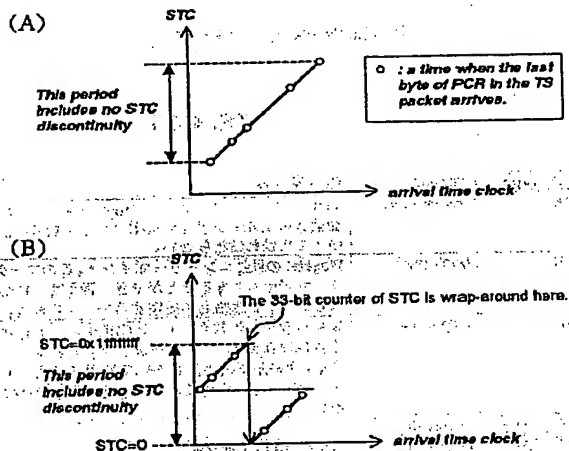 (A)
STC
This period
includes no STC
discontinuity
o : a time when the last
byte of PCR in the TS
packet arrives.
arrival time clock
(B)
STC
The 33-bit counter of STC is wrap-around here.
STC=0x1ffffffff
This period
includes no STC
discontinuity
STC=0
arrival time clock